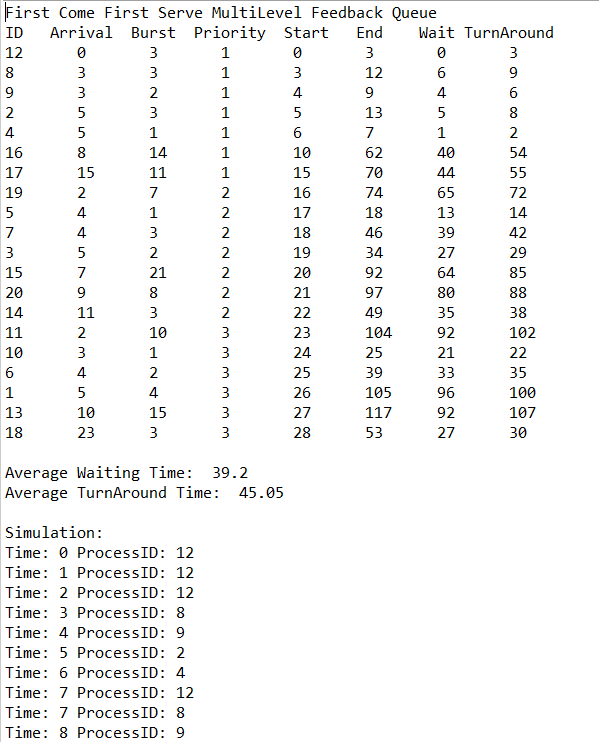 First Come First Serve MultiLevel Feedback Queue
ID Arrival Burst Priority Start End Wait TurnAround
12 0 3 1 0 3 0 3
8 3 3 1 3 12 6 9
9 3 2 1 4 9 4 6
2 5 3 1 5 13 5 8
4 5 1 1 6 7 1 2
16 8 14 1 10 62 40 54
17 15 11 1 15 70 44 55
19 2 7 2 16 74 65 72
5 4 1 2 17 18 13 14
7 4 3 2 18 46 39 42
3 5 2 2 19 34 27 29
15 7 21 2 20 92 64 85
20 9 8 2 21 97 80 88
14 11 3 2 22 49 35 38
11 2 10 3 23 104 92 102
10 3 1 3 24 25 21 22
6 4 2 3 25 39 33 35
1 5 4 3 26 105 96 100
13 10 15 3 27 117 92 107
18 23 3 3 28 53 27 30
Average Waiting Time: 39.2
Average TurnAround Time: 45.05
Simulation:
Time: 0 ProcessID: 12
Time: 1 ProcessID: 12
Time: 2 ProcessID: 12
Time: 3 ProcessID: 8
Time: 4 ProcessID: 9
Time: 5 ProcessID: 2
Time: 6 ProcessID: 4
Time: 7 ProcessID: 12
Time: 7 ProcessID: 8
Time: 8 ProcessID: 9